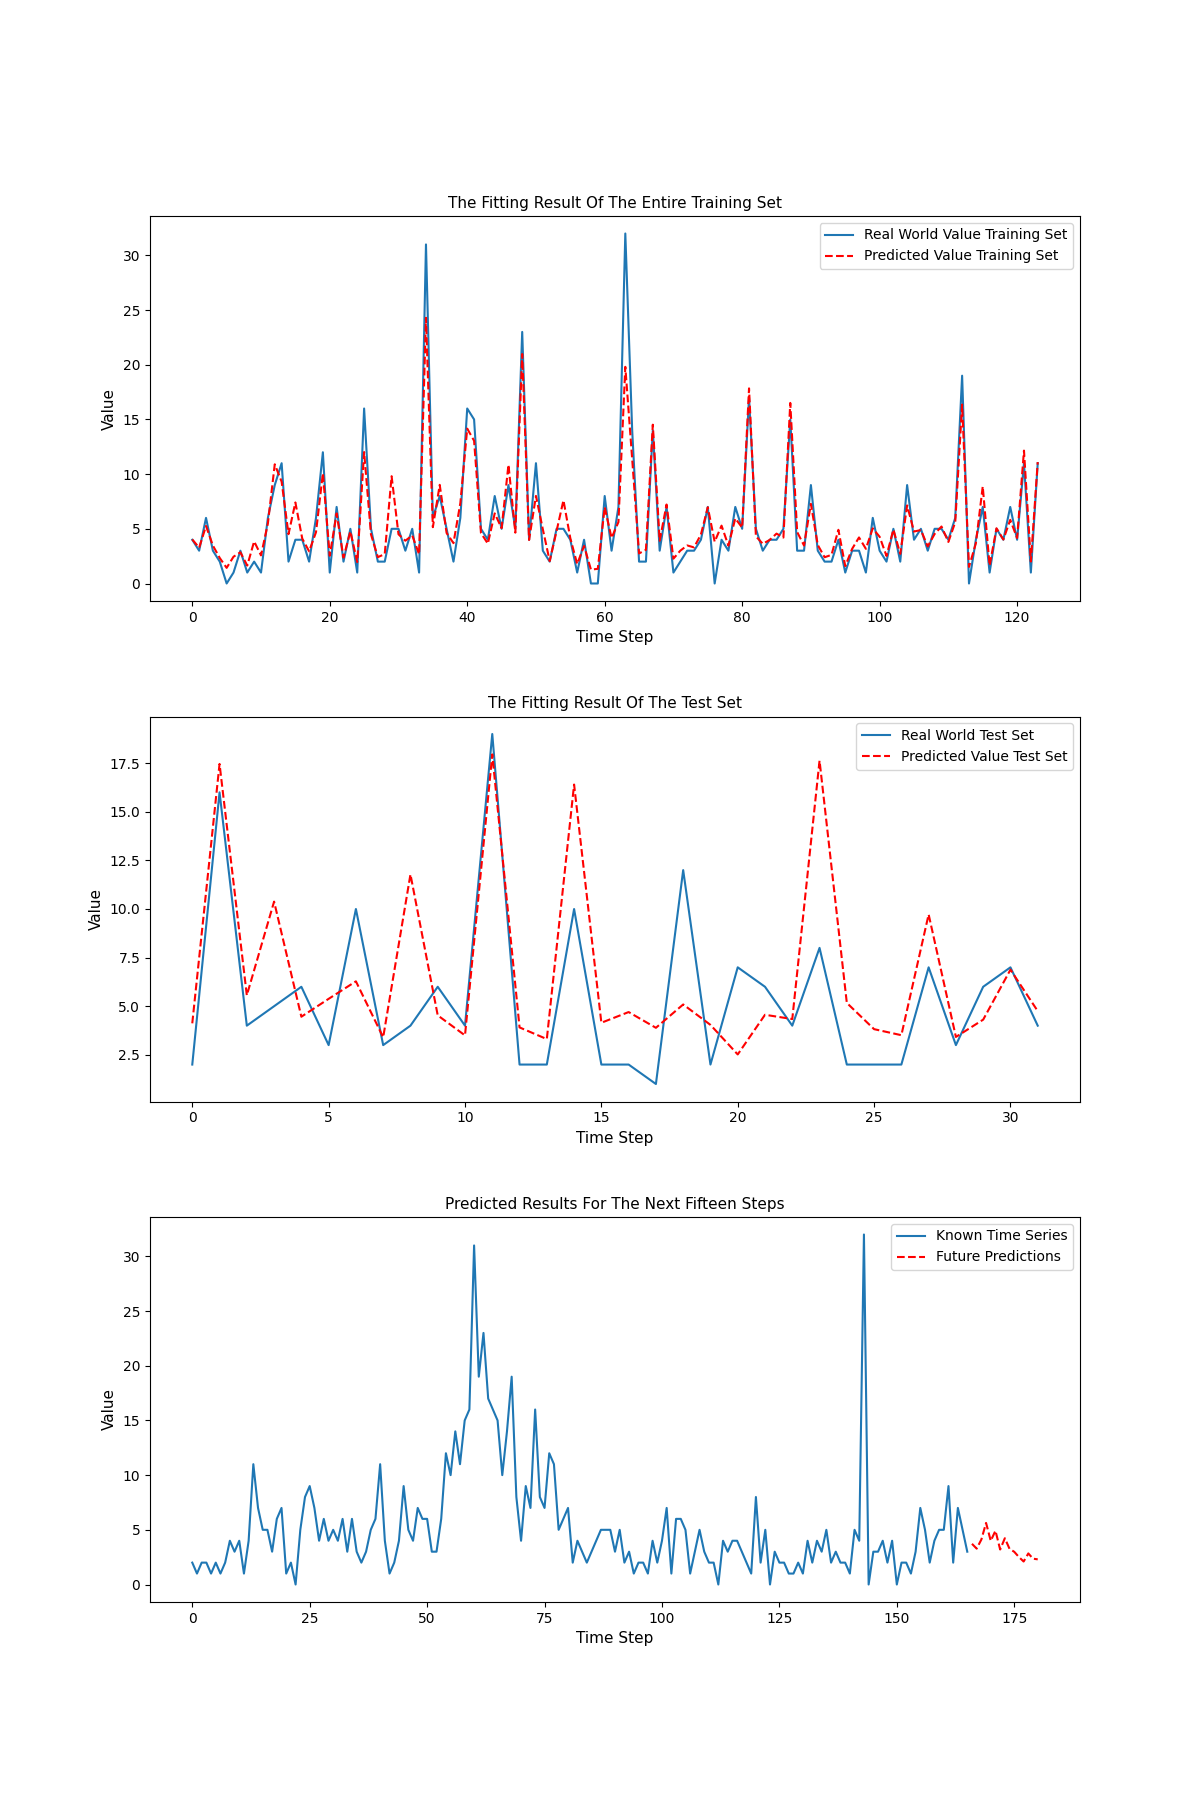 The Fitting Result Of The Entire Training Set
Real World Value Training Set
Predicted Value Training Set
30
25
20
15
10
5
0
Value
0 20 40 60 80 100 120
Time Step
The Fitting Result Of The Test Set
Real World Test Set
Predicted Value Test Set
17.5
15.0
12.5
10.0
7.5
5.0
2.5
Value
0 5 10 15 20 25 30
Time Step
Predicted Results For The Next Fifteen Steps
Known Time Series
Future Predictions
30
25
20
15
10
5
0
Value
0 25 50 75 100 125 150 175
Time Step